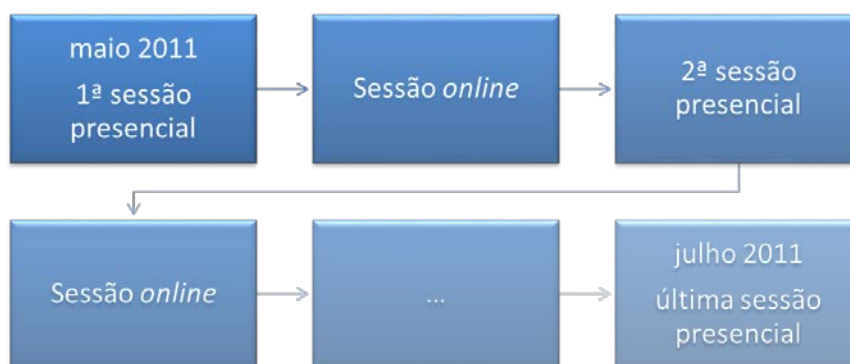 maio 2011
1ª sessão
presencial
Sessão online
2ª sessão
presencial
Sessão online
...
julho 2011
última sessão
presencial